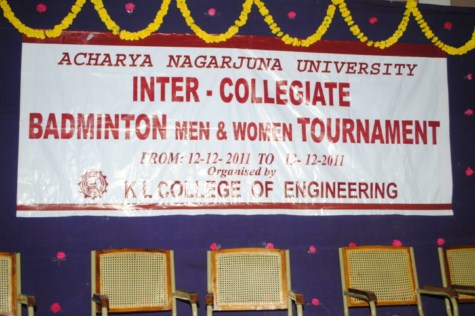 ACHARYA NAGARJUNA UNIVERSITY
INTER - COLLEGIATE
BADMINTON MEN & WOMEN TOURNAMENT
FROM: 12-12-2011 TO 12-12-2011
Organised by
K L COLLEGE OF ENGINEERING